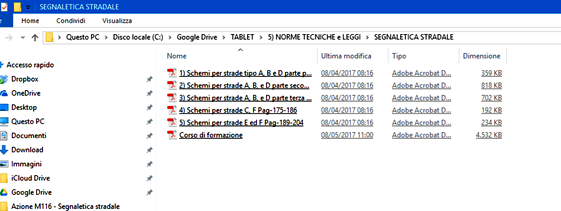 SEGNALETICA STRADALE
Home Condividi Visualizza
Questo PC > Disco locale (C:) > Google Drive > TABLET > 5) NORME TECNICHE e LEGGI > SEGNALETICA STRADALE
Nome Ultima modifica Tipo Dimensione
Accesso rapido
Dropbox
OneDrive
Desktop
Questo PC
Documenti
Download
Immagini
iCloud Drive
Google Drive
Azione M116 - Segnaletica stradale
1) Schemi per strade tipo A, B e D parte p... 08/04/2017 08:16 Adobe Acrobat D... 359 KB
2) Schemi per strade A, B, e D parte seco... 08/04/2017 08:16 Adobe Acrobat D... 818 KB
3) Schemi per strade A, B, e D parte terza ... 08/04/2017 08:16 Adobe Acrobat D... 702 KB
4) Schemi per strade C, F Pag-175-186 08/04/2017 08:16 Adobe Acrobat D... 192 KB
5) Schemi per strade E ed F Pag-189-204 08/04/2017 08:16 Adobe Acrobat D... 234 KB
Corso di formazione 08/05/2017 11:00 Adobe Acrobat D... 4.532 KB